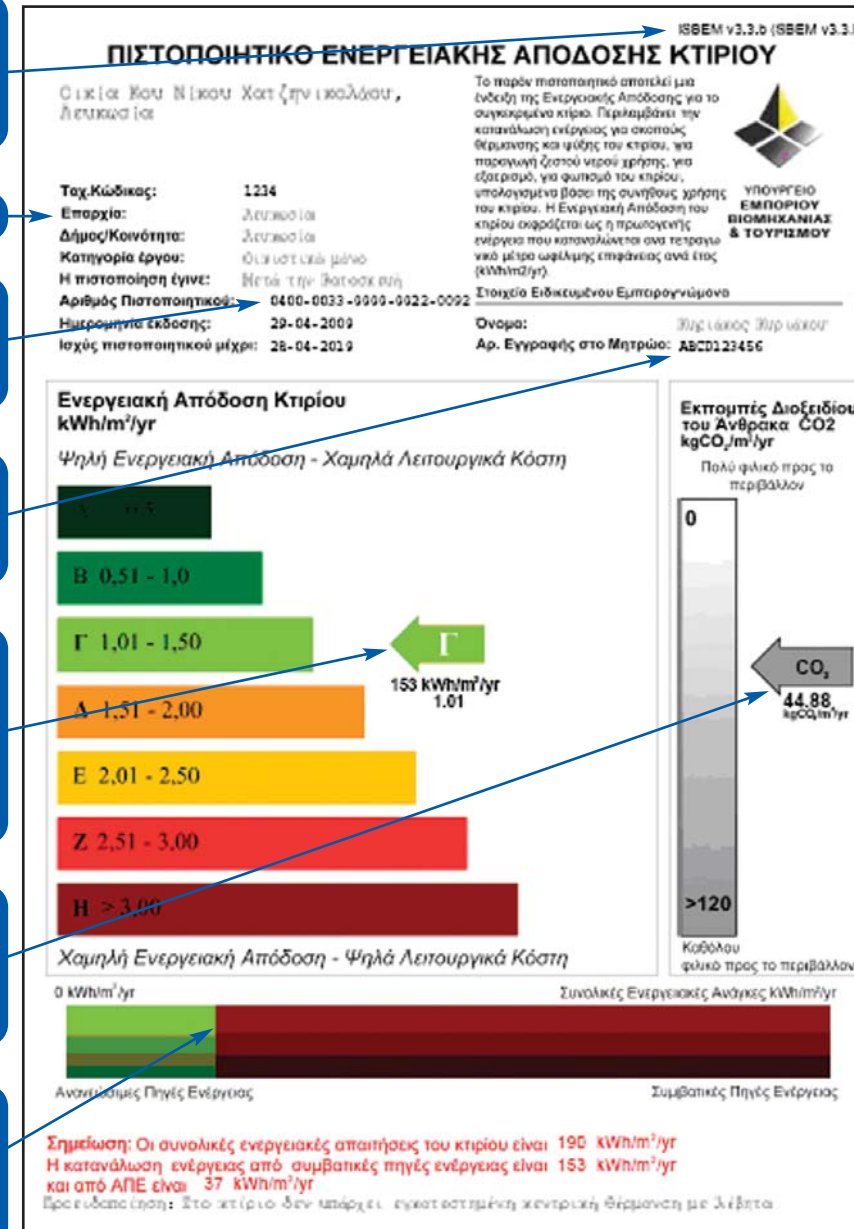 iSBEM v3.3.b (SBEM v3.3.
ΠΙΣΤΟΠΟΙΗΤΙΚΟ ΕΝΕΡΓΕΙΑΚΗΣ ΑΠΟΔΟΣΗΣ ΚΤΙΡΙΟΥ
Οικία Κου Νίκου Χατζηνικολάου,
Λευκωσία
Το παρόν πιστοποιητικό αποτελεί μια
ένδειξη της Ενεργειακής Απόδοσης για το
συγκεκριμένο κτίριο. Περιλαμβάνει την
κατανάλωση ενέργειας για σκοπούς
θέρμανσης και ψύξης του κτιρίου, για
παραγωγή ζεστού νερού χρήσης, για
εξαερισμό, για φωτισμό του κτιρίου,
υπολογισμένα βάσει της συνήθους χρήσης
του κτιρίου. Η Ενεργειακή Απόδοση του
κτιρίου εκφράζεται ως η πρωτογενής
ενέργεια που καταναλώνεται ανα τετραγω
νικό μέτρο ωφέλιμης επιφάνειας ανά έτος
(kWh/m2/yr).
ΥΠΟΥΡΓΕΙΟ
ΕΜΠΟΡΙΟΥ
ΒΙΟΜΗΧΑΝΙΑΣ
& ΤΟΥΡΙΣΜΟΥ
Ταχ.Κώδικας: 1234
Επαρχία: Λευκωσία
Δήμος/Κοινότητα: Λευκωσία
Κατηγορία έργου: Οικιστικά μόνο
Η πιστοποίηση έγινε: Μετά την Κατασκευή
Αριθμός Πιστοποιητικού: 0400-0033-0000-0022-0092
Ημερομηνία έκδοσης: 29-04-2009
Ισχύς πιστοποιητικού μέχρι: 28-04-2019
Στοιχεία Ειδικευμένου Εμπειρογνώμονα
Όνομα: Κυριάκος Κυριάκου
Αρ. Εγγραφής στο Μητρώο: ABCD123456
Ενεργειακή Απόδοση Κτιρίου
kWh/m²/yr
Ψηλή Ενεργειακή Απόδοση - Χαμηλά Λειτουργικά Κόστη
B 0,51 - 1,0
Γ 1,01 - 1,50
Δ 1,51 - 2,00
E 2,01 - 2,50
Z 2,51 - 3,00
H > 3,00
Γ
153 kWh/m²/yr
1.01
Χαμηλή Ενεργειακή Απόδοση - Ψηλά Λειτουργικά Κόστη
Εκπομπές Διοξειδίου
του Άνθρακα CO2
kgCO₂/m²/yr
Πολύ φιλικό προς το
περιβάλλον
0
CO₂
44.88
kgCO₂/m²/yr
>120
Καθόλου
φιλικό προς το περιβάλλον
0 kWh/m²/yr
Συνολικές Ενεργειακές Ανάγκες kWh/m²/yr
Ανανεώσιμες Πηγές Ενέργειας
Συμβατικές Πηγές Ενέργειας
Σημείωση: Οι συνολικές ενεργειακές απαιτήσεις του κτιρίου είναι 190 kWh/m²/yr
Η κατανάλωση ενέργειας από συμβατικές πηγές ενέργειας είναι 153 kWh/m²/yr
και από ΑΠΕ είναι 37 kWh/m²/yr
Προειδοποίηση: Στο κτίριο δεν υπάρχει εγκατεστημένη κεντρική θέρμανση με λέβητα